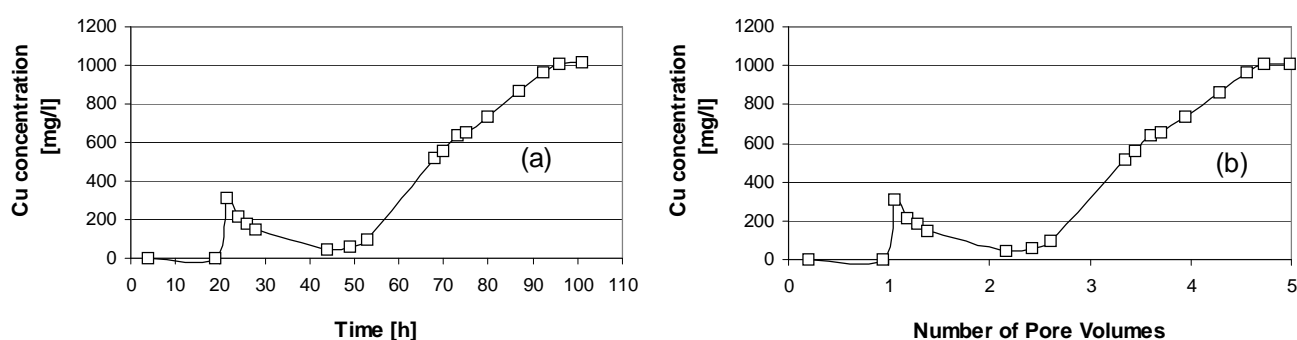 Cu concentration
[mg/l]
1200
1000
800
600
400
200
0
0 10 20 30 40 50 60 70 80 90 100 110
Time [h]
(a)
Cu concentration
[mg/l]
1200
1000
800
600
400
200
0
0 1 2 3 4 5
Number of Pore Volumes
(b)